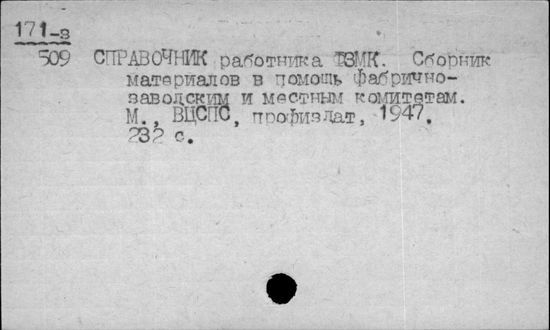 171-з
509 СПРАВОЧНИК работника ФЗМК. Сборник
материалов в помощь фабрично-
заводским и местным комитетам.
М., ВЦСПС, профиздат, 1947.
232 с.